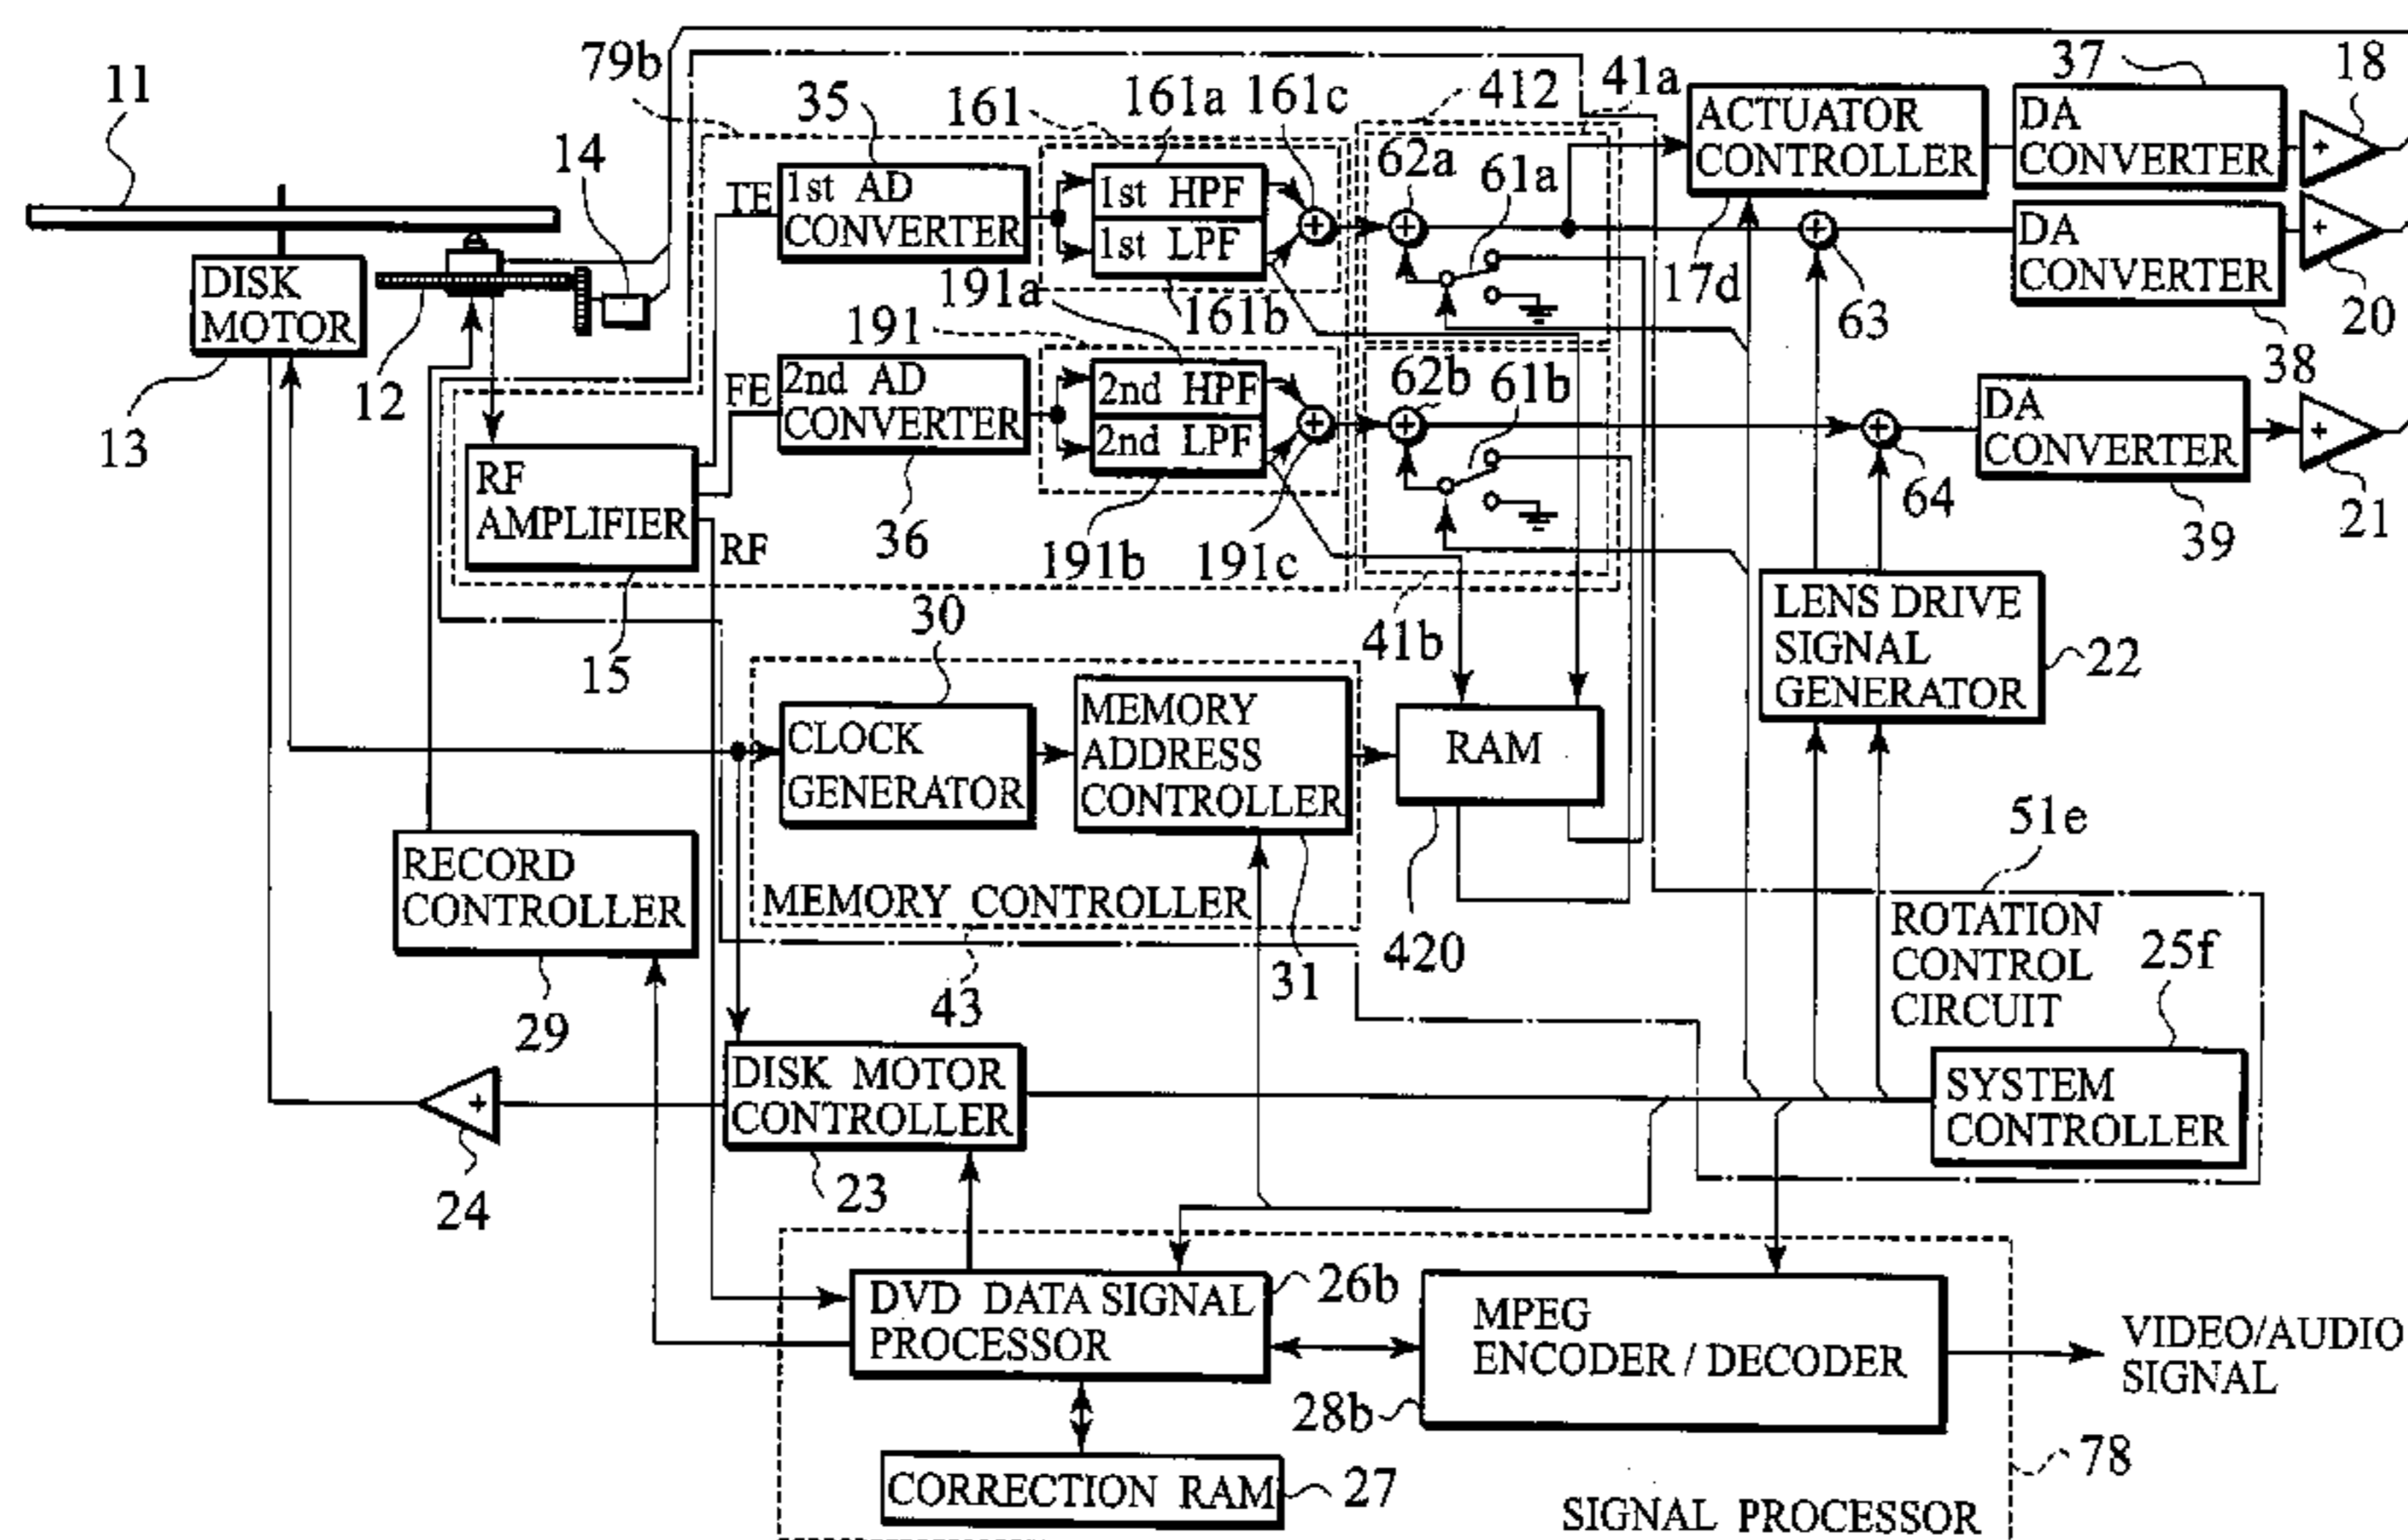 79b
35
161
161a
161c
412
41a
37
18
11
14
1st AD
CONVERTER
TE
1st HPF
1st LPF
62a
61a
ACTUATOR
CONTROLLER
DA
CONVERTER
DISK
MOTOR
191a
161b
17d
63
DA
CONVERTER
20
38
13
12
191
FE
2nd AD
CONVERTER
2nd HPF
2nd LPF
62b
61b
DA
CONVERTER
64
39
21
RF
AMPLIFIER
RF
36
191b
191c
15
30
41b
LENS DRIVE
SIGNAL
GENERATOR
22
CLOCK
GENERATOR
MEMORY
ADDRESS
CONTROLLER
RAM
51e
RECORD
CONTROLLER
MEMORY CONTROLLER
31
420
ROTATION
CONTROL
CIRCUIT
25f
29
43
DISK MOTOR
CONTROLLER
SYSTEM
CONTROLLER
24
23
DVD DATA SIGNAL
PROCESSOR
26b
MPEG
ENCODER / DECODER
28b
VIDEO/AUDIO
SIGNAL
CORRECTION RAM
27
78
SIGNAL PROCESSOR